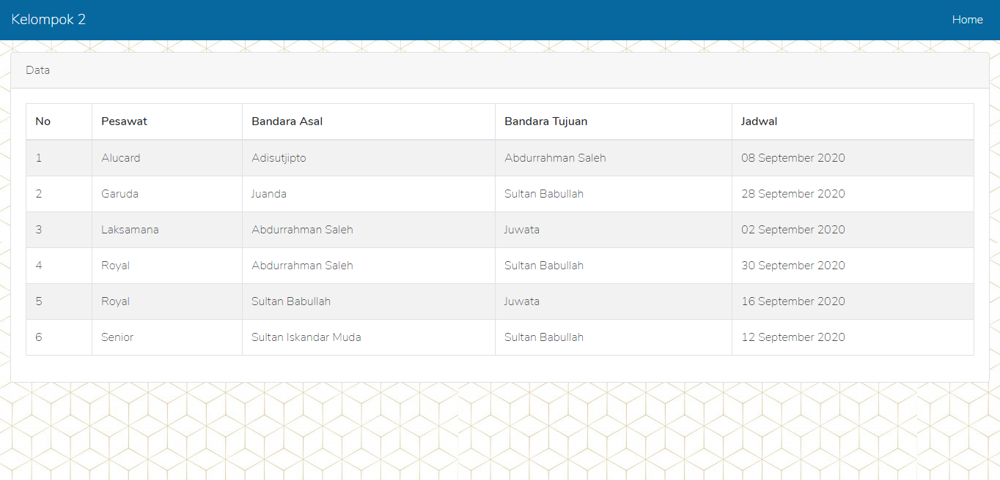 Kelompok 2 Home
Data
No Pesawat Bandara Asal Bandara Tujuan Jadwal
1 Alucard Adisutjipto Abdurrahman Saleh 08 September 2020
2 Garuda Juanda Sultan Babullah 28 September 2020
3 Laksamana Abdurrahman Saleh Juwata 02 September 2020
4 Royal Abdurrahman Saleh Sultan Babullah 30 September 2020
5 Royal Sultan Babullah Juwata 16 September 2020
6 Senior Sultan Iskandar Muda Sultan Babullah 12 September 2020